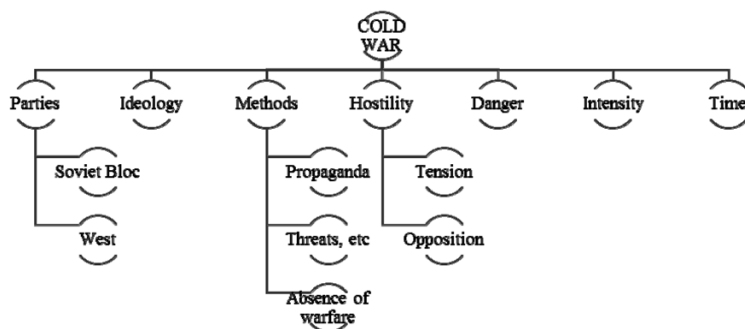 COLD
WAR
Parties Ideology Methods Hostility Danger Intensity Time
Soviet Bloc Propaganda Tension
West Threats, etc Opposition
Absence of
warfare